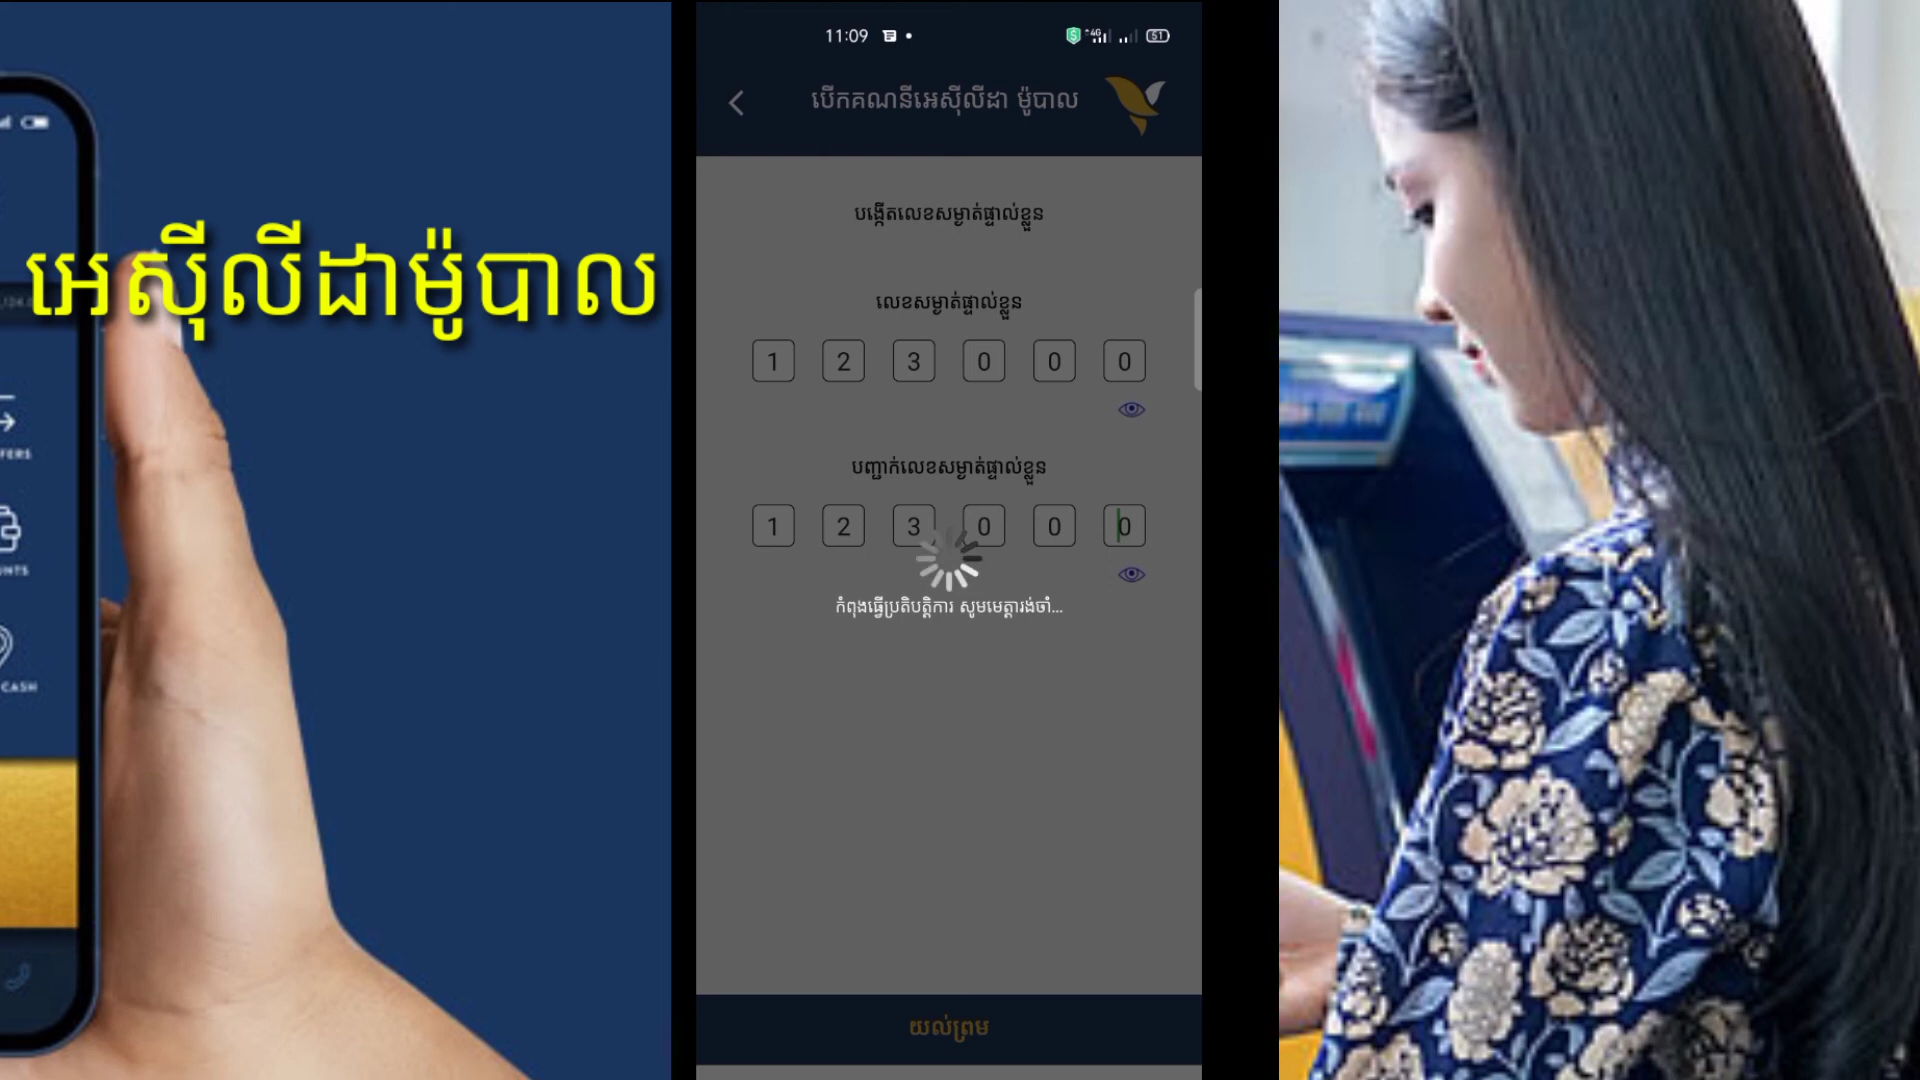 អេស៊ីលីដាម៉ូបាល
FERS
UNTS
CASH
11:09
4G
51
បើកគណនីអេស៊ីលីដា ម៉ូបាល
បង្កើតលេខសម្ងាត់ផ្ទាល់ខ្លួន
លេខសម្ងាត់ផ្ទាល់ខ្លួន
1 2 3 0 0 0
បញ្ជាក់លេខសម្ងាត់ផ្ទាល់ខ្លួន
1 2 3 0 0 0
កំពុងធ្វើប្រតិបត្តិការ សូមមេត្តារង់ចាំ...
យល់ព្រម